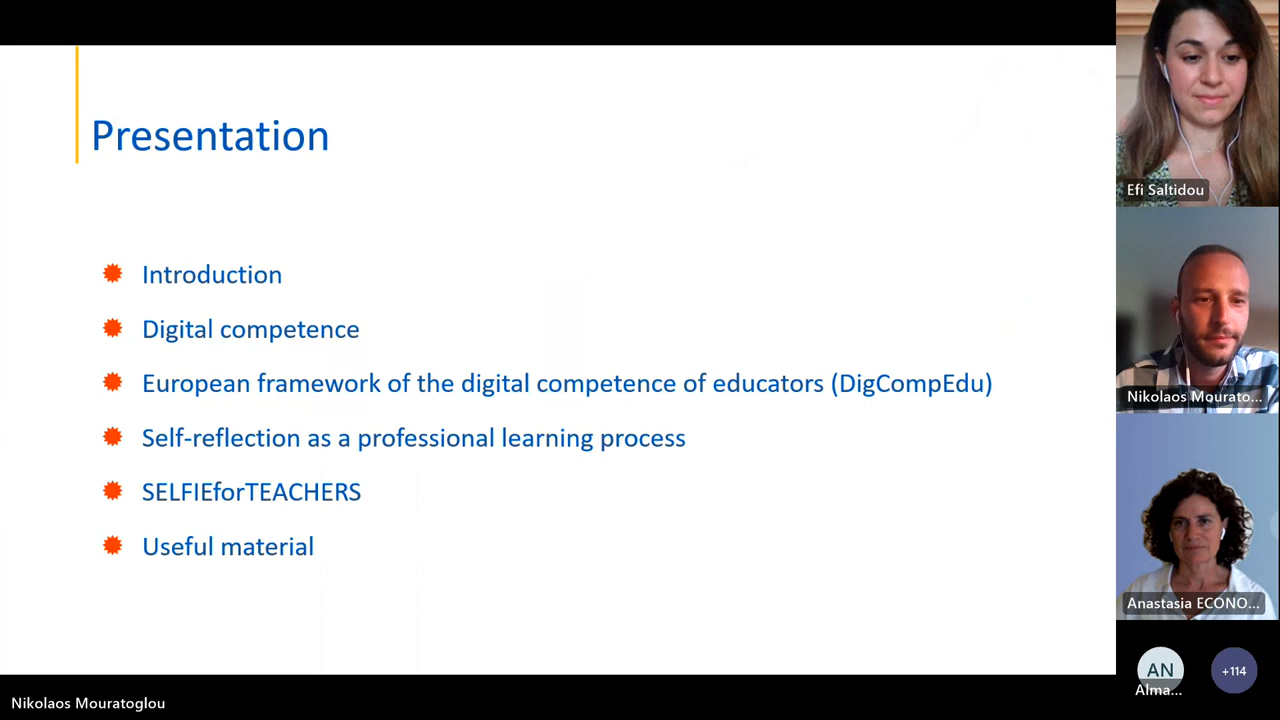 Presentation
Introduction
Digital competence
European framework of the digital competence of educators (DigCompEdu)
Self-reflection as a professional learning process
SELFIEforTEACHERS
Useful material
Efi Saltidou
Nikolaos Mourato...
Anastasia ECONO...
AN
Alma...
+114
Nikolaos Mouratoglou